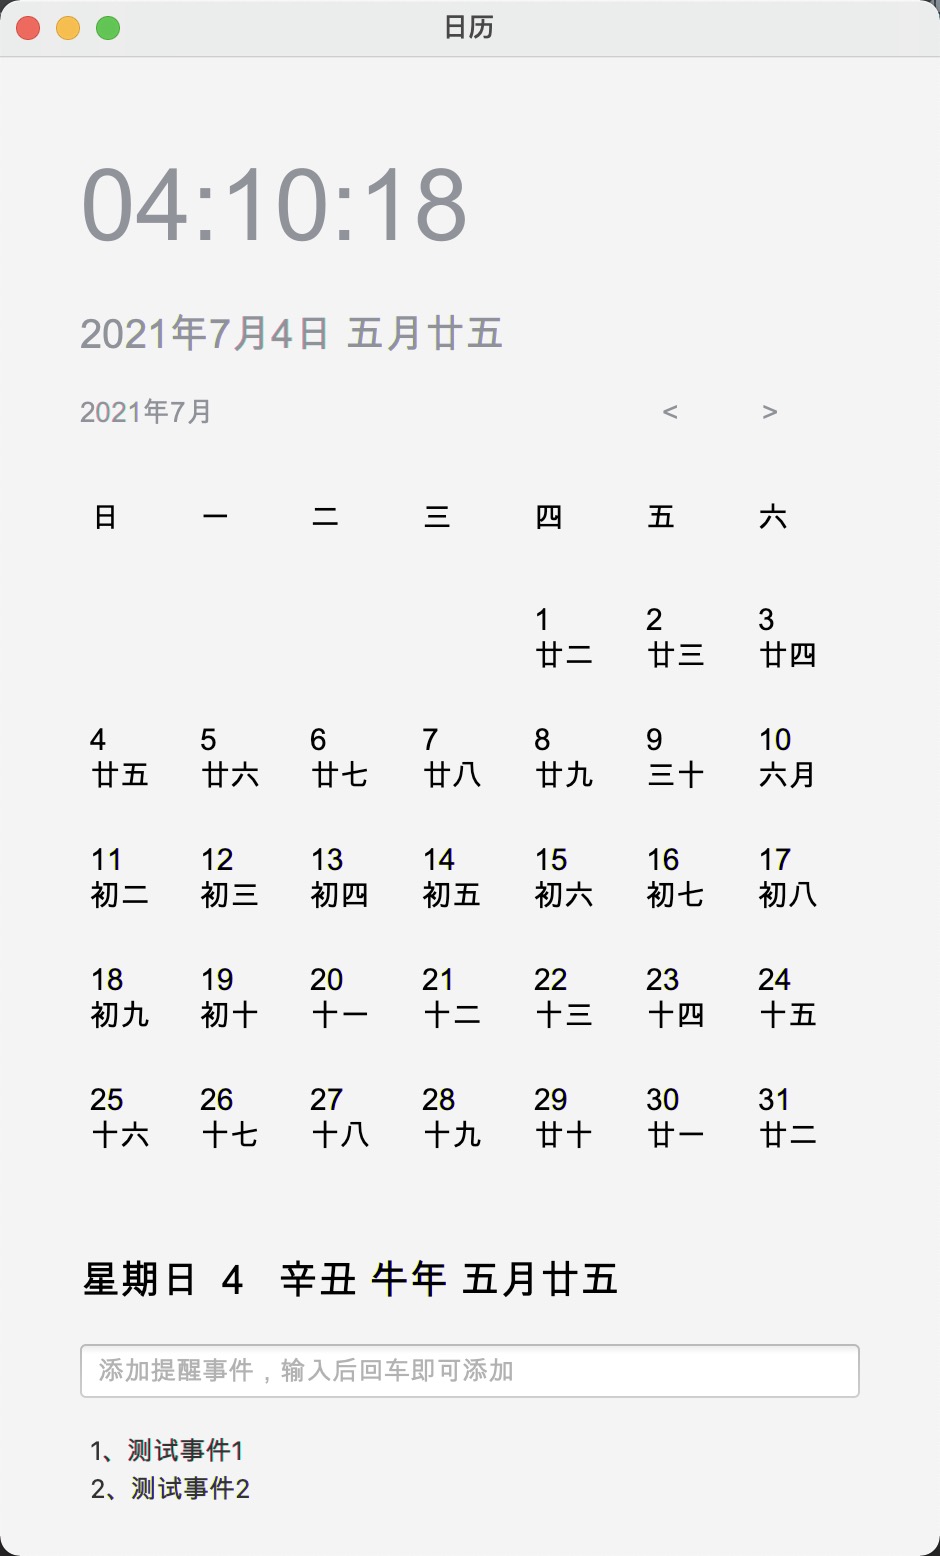 日历
04:10:18
2021年7月4日 五月廿五
2021年7月 < >
日 一 二 三 四 五 六
1 2 3
廿二 廿三 廿四
4 5 6 7 8 9 10
廿五 廿六 廿七 廿八 廿九 三十 六月
11 12 13 14 15 16 17
初二 初三 初四 初五 初六 初七 初八
18 19 20 21 22 23 24
初九 初十 十一 十二 十三 十四 十五
25 26 27 28 29 30 31
十六 十七 十八 十九 廿十 廿一 廿二
星期日 4 辛丑 牛年 五月廿五
添加提醒事件，输入后回车即可添加
1、测试事件1
2、测试事件2